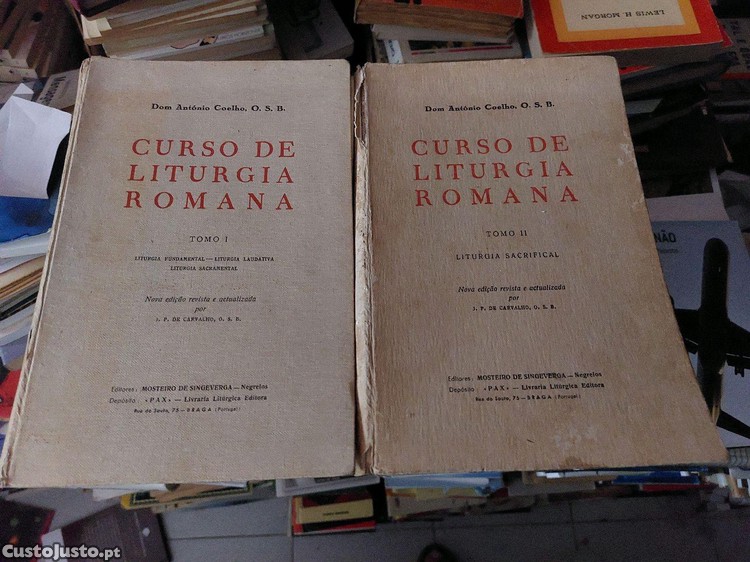 LEWIS H. MORGAN
NÃO
Dom António Coelho, O. S. B.
CURSO DE
LITURGIA
ROMANA
TOMO I
LITURGIA FUNDAMENTAL — LITURGIA LAUDATIVA
LITURGIA SACRAMENTAL
Nova edição revista e actualizada
por
J. P. DE CARVALHO, O. S. B.
Editores: MOSTEIRO DE SINGEVERGA — Negrelos
Depósito: «PAX» — Livraria Litúrgica Editora
Rua do Souto, 75 — BRAGA (Portugal)
Dom António Coelho, O. S. B.
CURSO DE
LITURGIA
ROMANA
TOMO II
LITURGIA SACRIFICAL
Nova edição revista e actualizada
por
J. P. DE CARVALHO, O. S. B.
Editores: MOSTEIRO DE SINGEVERGA — Negrelos
Depósito: «PAX» — Livraria Litúrgica Editora
Rua do Souto, 75 — BRAGA (Portugal)
CustoJusto.pt